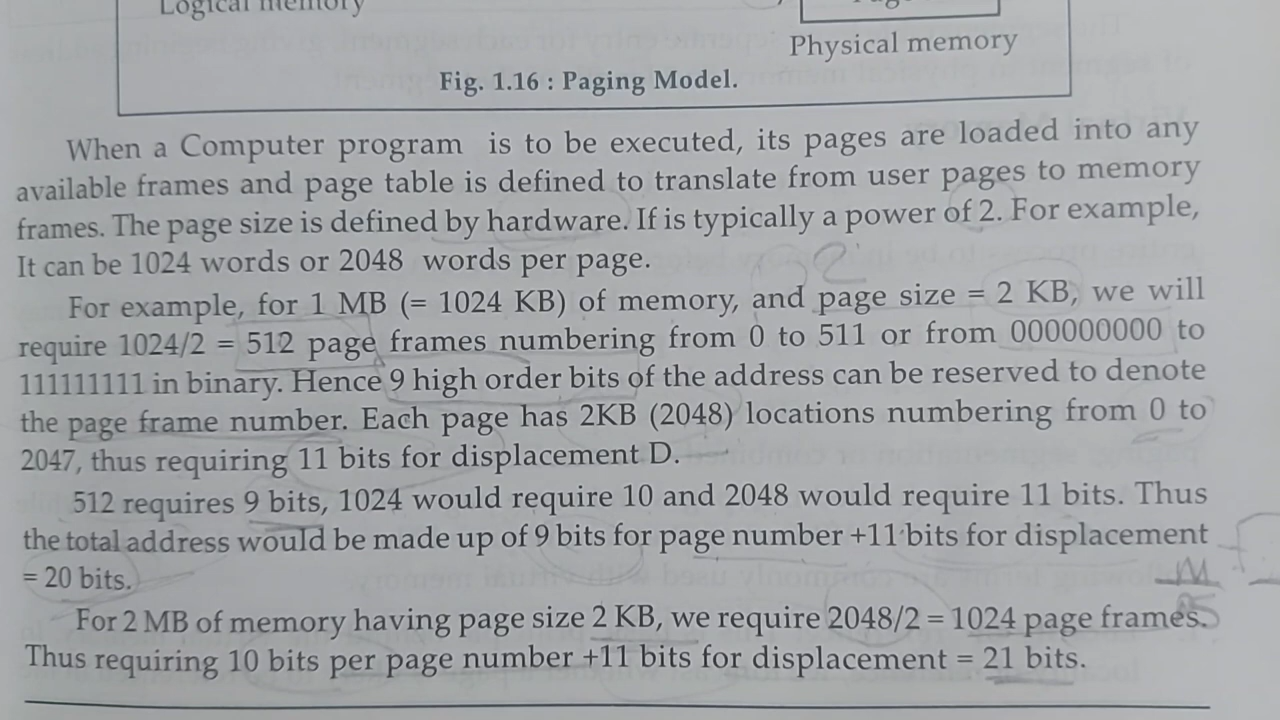 Logical memory
Physical memory
Fig. 1.16 : Paging Model.
When a Computer program is to be executed, its pages are loaded into any
available frames and page table is defined to translate from user pages to memory
frames. The page size is defined by hardware. If is typically a power of 2. For example,
It can be 1024 words or 2048 words per page.
For example, for 1 MB (= 1024 KB) of memory, and page size = 2 KB, we will
require 1024/2 = 512 page frames numbering from 0 to 511 or from 000000000 to
111111111 in binary. Hence 9 high order bits of the address can be reserved to denote
the page frame number. Each page has 2KB (2048) locations numbering from 0 to
2047, thus requiring 11 bits for displacement D.
512 requires 9 bits, 1024 would require 10 and 2048 would require 11 bits. Thus
the total address would be made up of 9 bits for page number +11 bits for displacement
= 20 bits.
For 2 MB of memory having page size 2 KB, we require 2048/2 = 1024 page frames.
Thus requiring 10 bits per page number +11 bits for displacement = 21 bits.